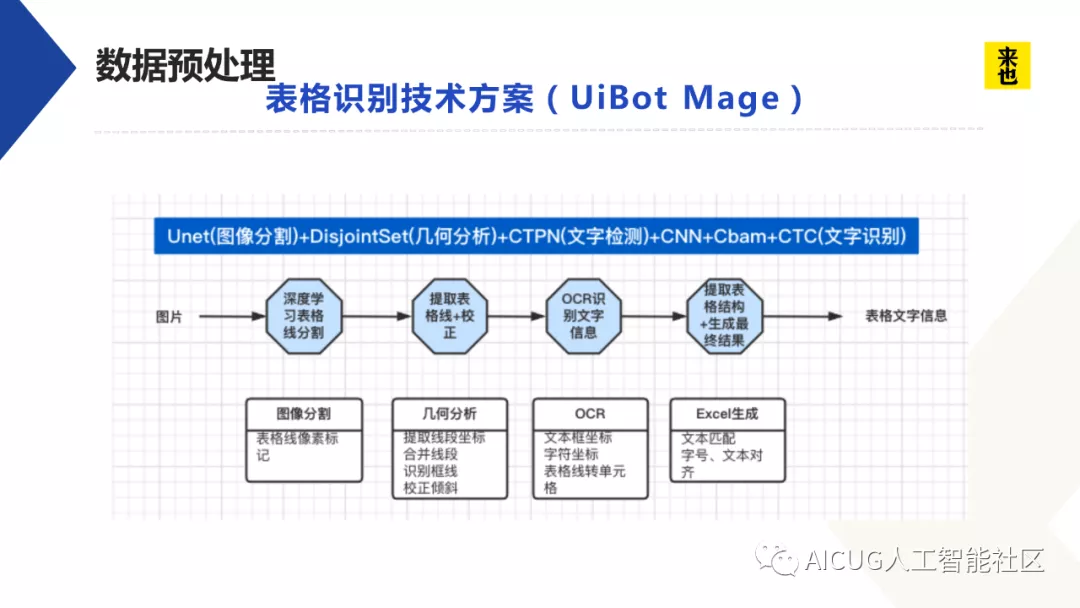 数据预处理
来
也
表格识别技术方案（UiBot Mage）
Unet(图像分割)+DisjointSet(几何分析)+CTPN(文字检测)+CNN+Cbam+CTC(文字识别)
图片
深度学
习表格
线分割
提取表
格线+校
正
OCR识
别文字
信息
提取表
格结构
+生成最
终结果
表格文字信息
图像分割
表格线像素标
记
几何分析
提取线段坐标
合并线段
识别框线
校正倾斜
OCR
文本框坐标
字符坐标
表格线转单元
格
Excel生成
文本匹配
字号、文本对
齐
AICUG人工智能社区